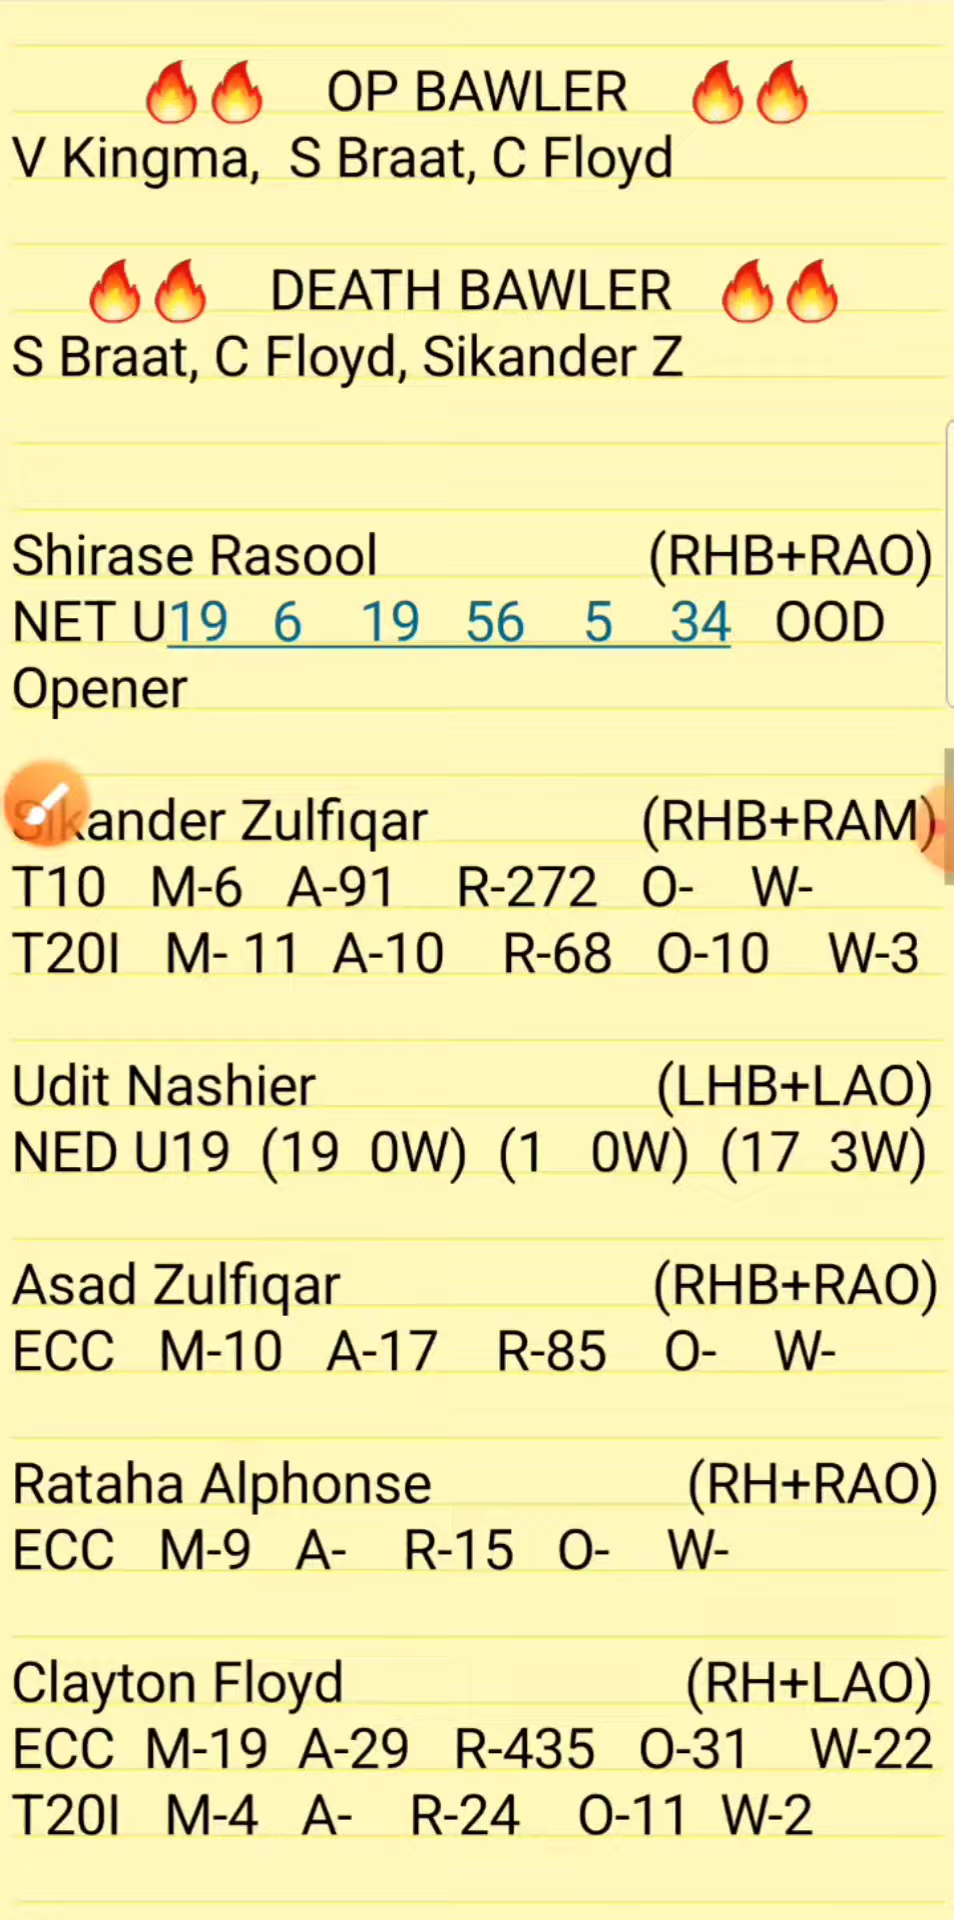 🔥🔥 OP BAWLER 🔥🔥
V Kingma, S Braat, C Floyd
🔥🔥 DEATH BAWLER 🔥🔥
S Braat, C Floyd, Sikander Z
Shirase Rasool (RHB+RAO)
NET U19 6 19 56 5 34 OOD
Opener
Sikander Zulfiqar (RHB+RAM)
T10 M-6 A-91 R-272 O- W-
T20I M- 11 A-10 R-68 O-10 W-3
Udit Nashier (LHB+LAO)
NED U19 (19 0W) (1 0W) (17 3W)
Asad Zulfiqar (RHB+RAO)
ECC M-10 A-17 R-85 O- W-
Rataha Alphonse (RH+RAO)
ECC M-9 A- R-15 O- W-
Clayton Floyd (RH+LAO)
ECC M-19 A-29 R-435 O-31 W-22
T20I M-4 A- R-24 O-11 W-2